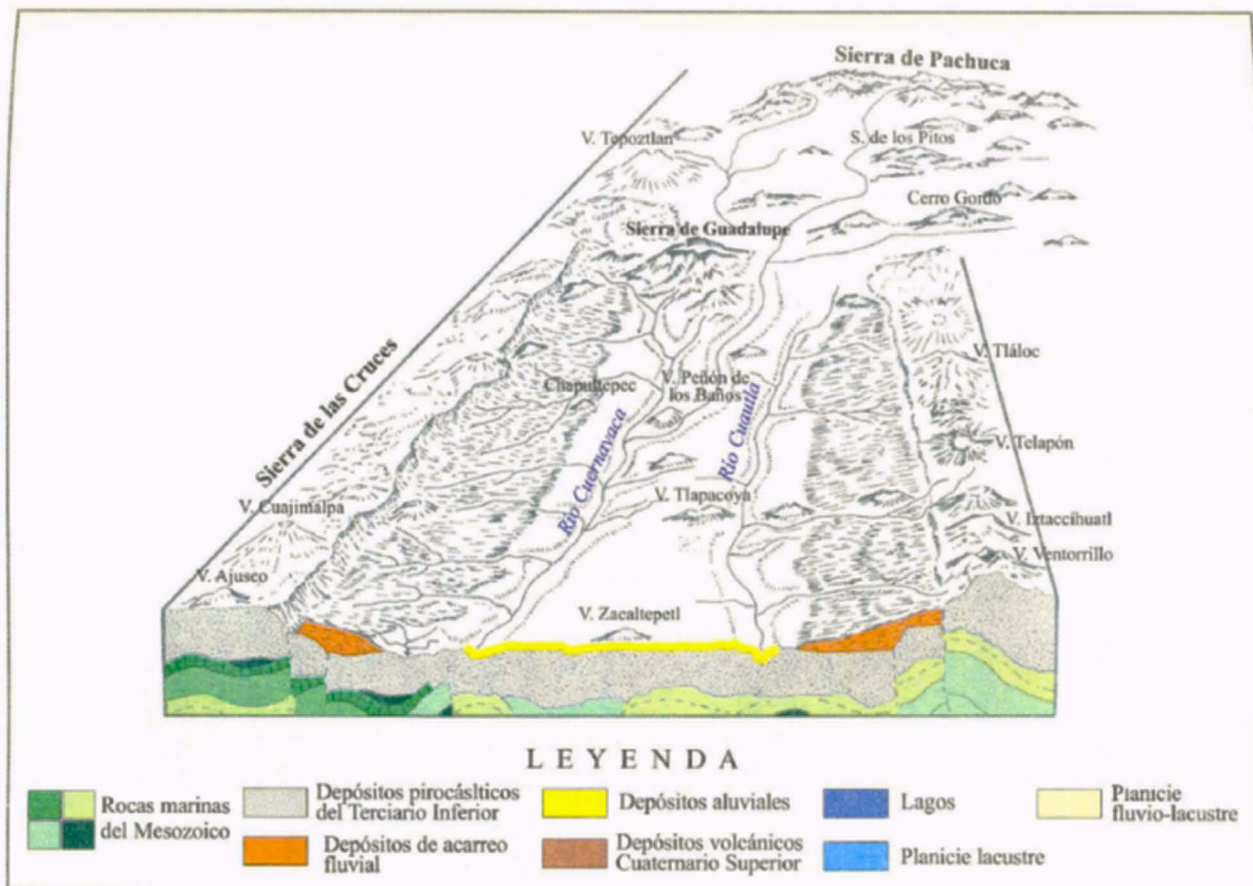 Sierra de Pachuca
V. Tepoztlan
S. de los Pitos
Cerro Gordo
Sierra de Guadalupe
Sierra de las Cruces
V. Tláloc
Chapultepec
V. Peñón de
los Baños
Río Cuernavaca
Río Cuautla
V. Telapón
V. Cuajimalpa
V. Tlapacoya
V. Iztaccihuatl
V. Ventorrillo
V. Ajusco
V. Zacaltepetl
LEYENDA
Rocas marinas
del Mesozoico
Depósitos pirocáslticos
del Terciario Inferior
Depósitos de acarreo
fluvial
Depósitos aluviales
Depósitos volcánicos
Cuaternario Superior
Lagos
Planicie lacustre
Planicie
fluvio-lacustre